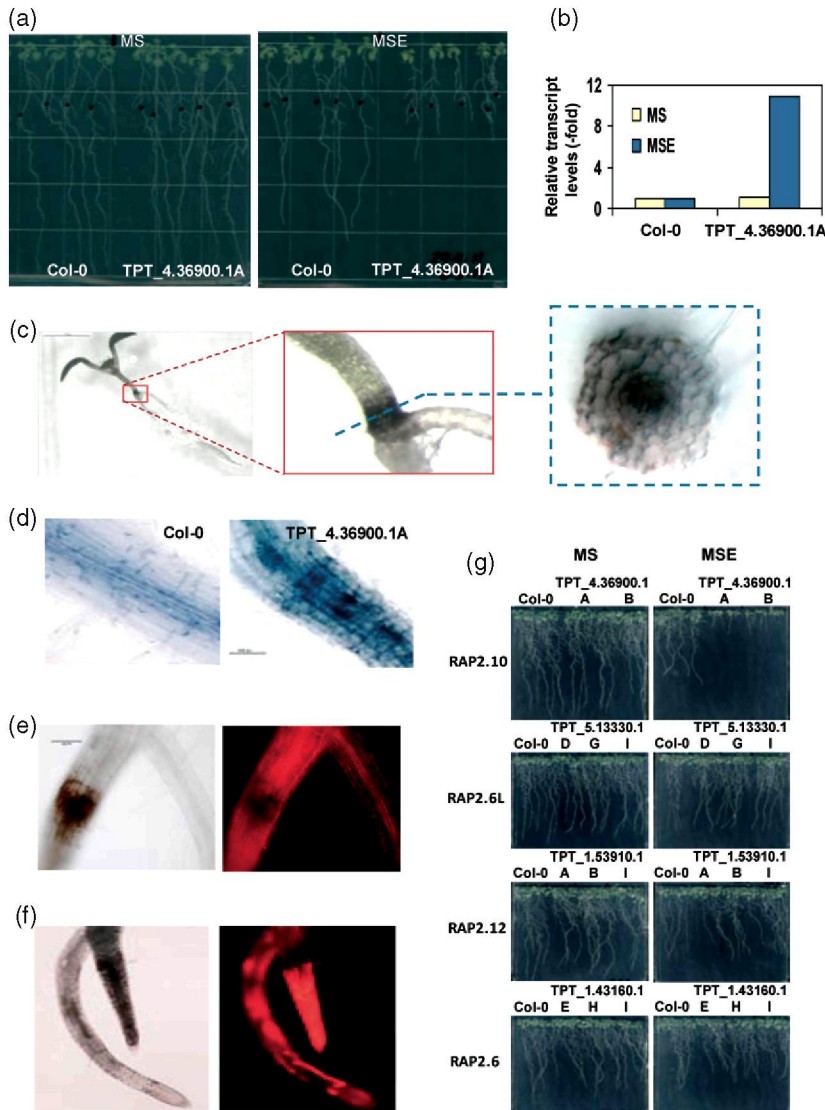 (a)
MS
MSE
Col-0 TPT_4.36900.1A
Col-0 TPT_4.36900.1A
(b)
Relative transcript
levels (-fold)
12
8
4
0
MS
MSE
Col-0 TPT_4.36900.1A
(c)
(d)
Col-0
TPT_4.36900.1A
(e)
(f)
(g)
MS MSE
TPT_4.36900.1 TPT_4.36900.1
Col-0 A B Col-0 A B
RAP2.10
TPT_5.13330.1 TPT_5.13330.1
Col-0 D G I Col-0 D G I
RAP2.6L
TPT_1.53910.1 TPT_1.53910.1
Col-0 A B I Col-0 A B I
RAP2.12
TPT_1.43160.1 TPT_1.43160.1
Col-0 E H I Col-0 E H I
RAP2.6